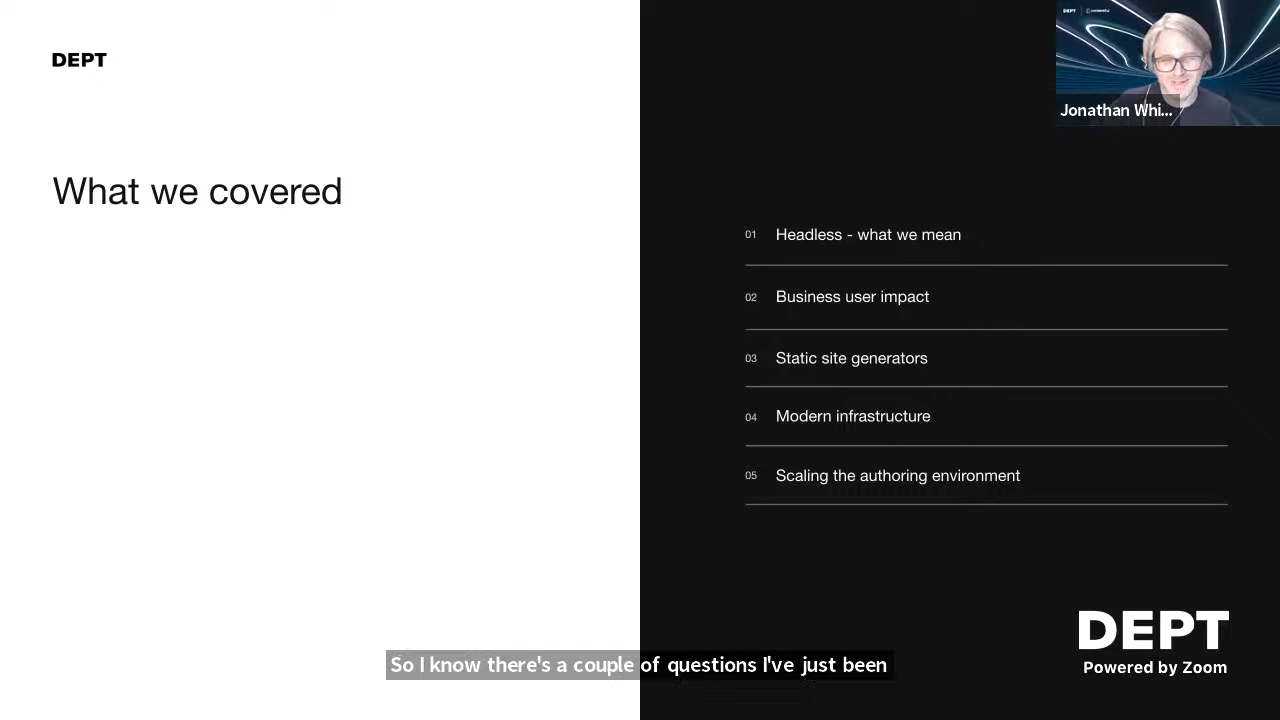 DEPT
What we covered
DEPT
Jonathan Whi...
01 Headless - what we mean
02 Business user impact
03 Static site generators
04 Modern infrastructure
05 Scaling the authoring environment
DEPT
Powered by Zoom
So I know there's a couple of questions I've just been